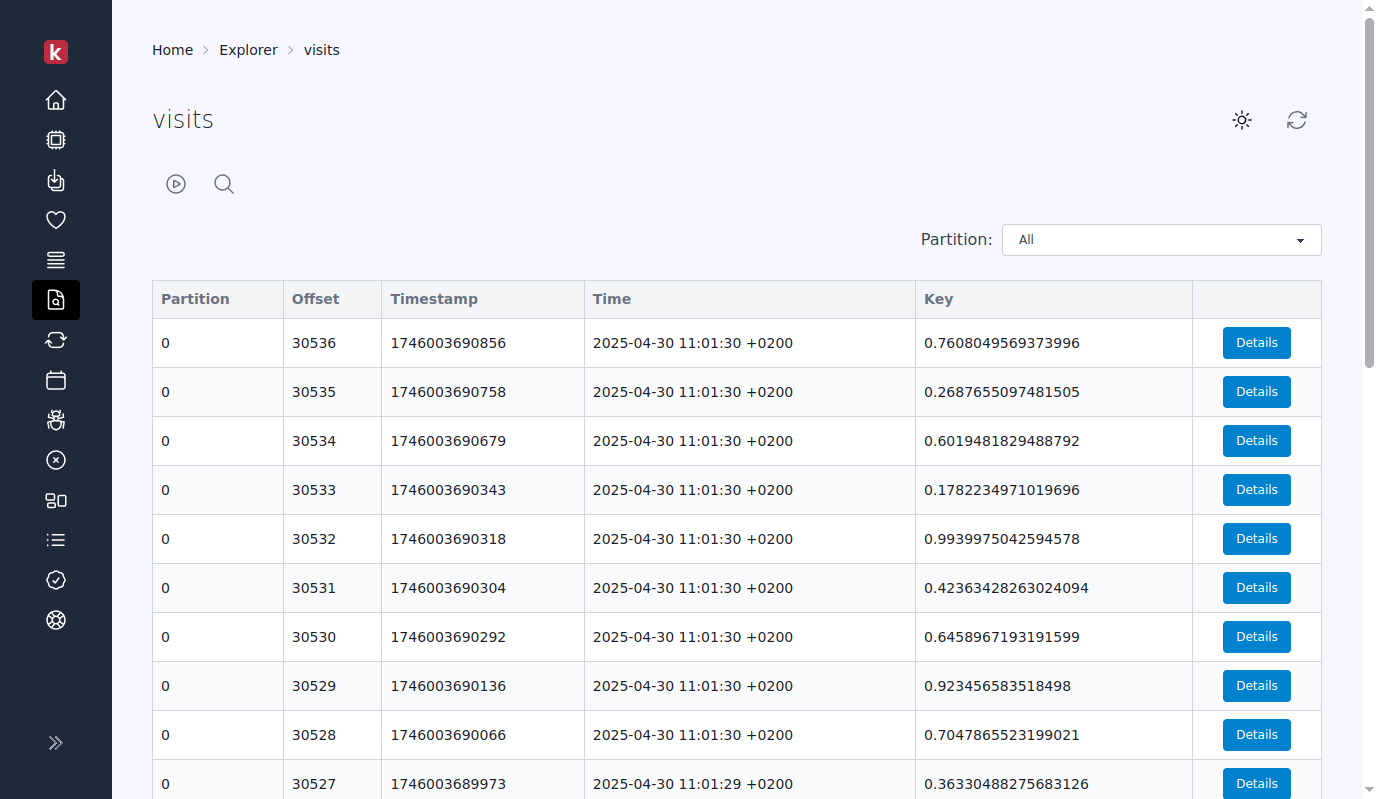 k
Home Explorer visits
visits
Partition: All
Partition Offset Timestamp Time Key
0 30536 1746003690856 2025-04-30 11:01:30 +0200 0.7608049569373996 Details
0 30535 1746003690758 2025-04-30 11:01:30 +0200 0.2687655097481505 Details
0 30534 1746003690679 2025-04-30 11:01:30 +0200 0.6019481829488792 Details
0 30533 1746003690343 2025-04-30 11:01:30 +0200 0.1782234971019696 Details
0 30532 1746003690318 2025-04-30 11:01:30 +0200 0.9939975042594578 Details
0 30531 1746003690304 2025-04-30 11:01:30 +0200 0.42363428263024094 Details
0 30530 1746003690292 2025-04-30 11:01:30 +0200 0.6458967193191599 Details
0 30529 1746003690136 2025-04-30 11:01:30 +0200 0.923456583518498 Details
0 30528 1746003690066 2025-04-30 11:01:30 +0200 0.7047865523199021 Details
0 30527 1746003689973 2025-04-30 11:01:29 +0200 0.36330488275683126 Details